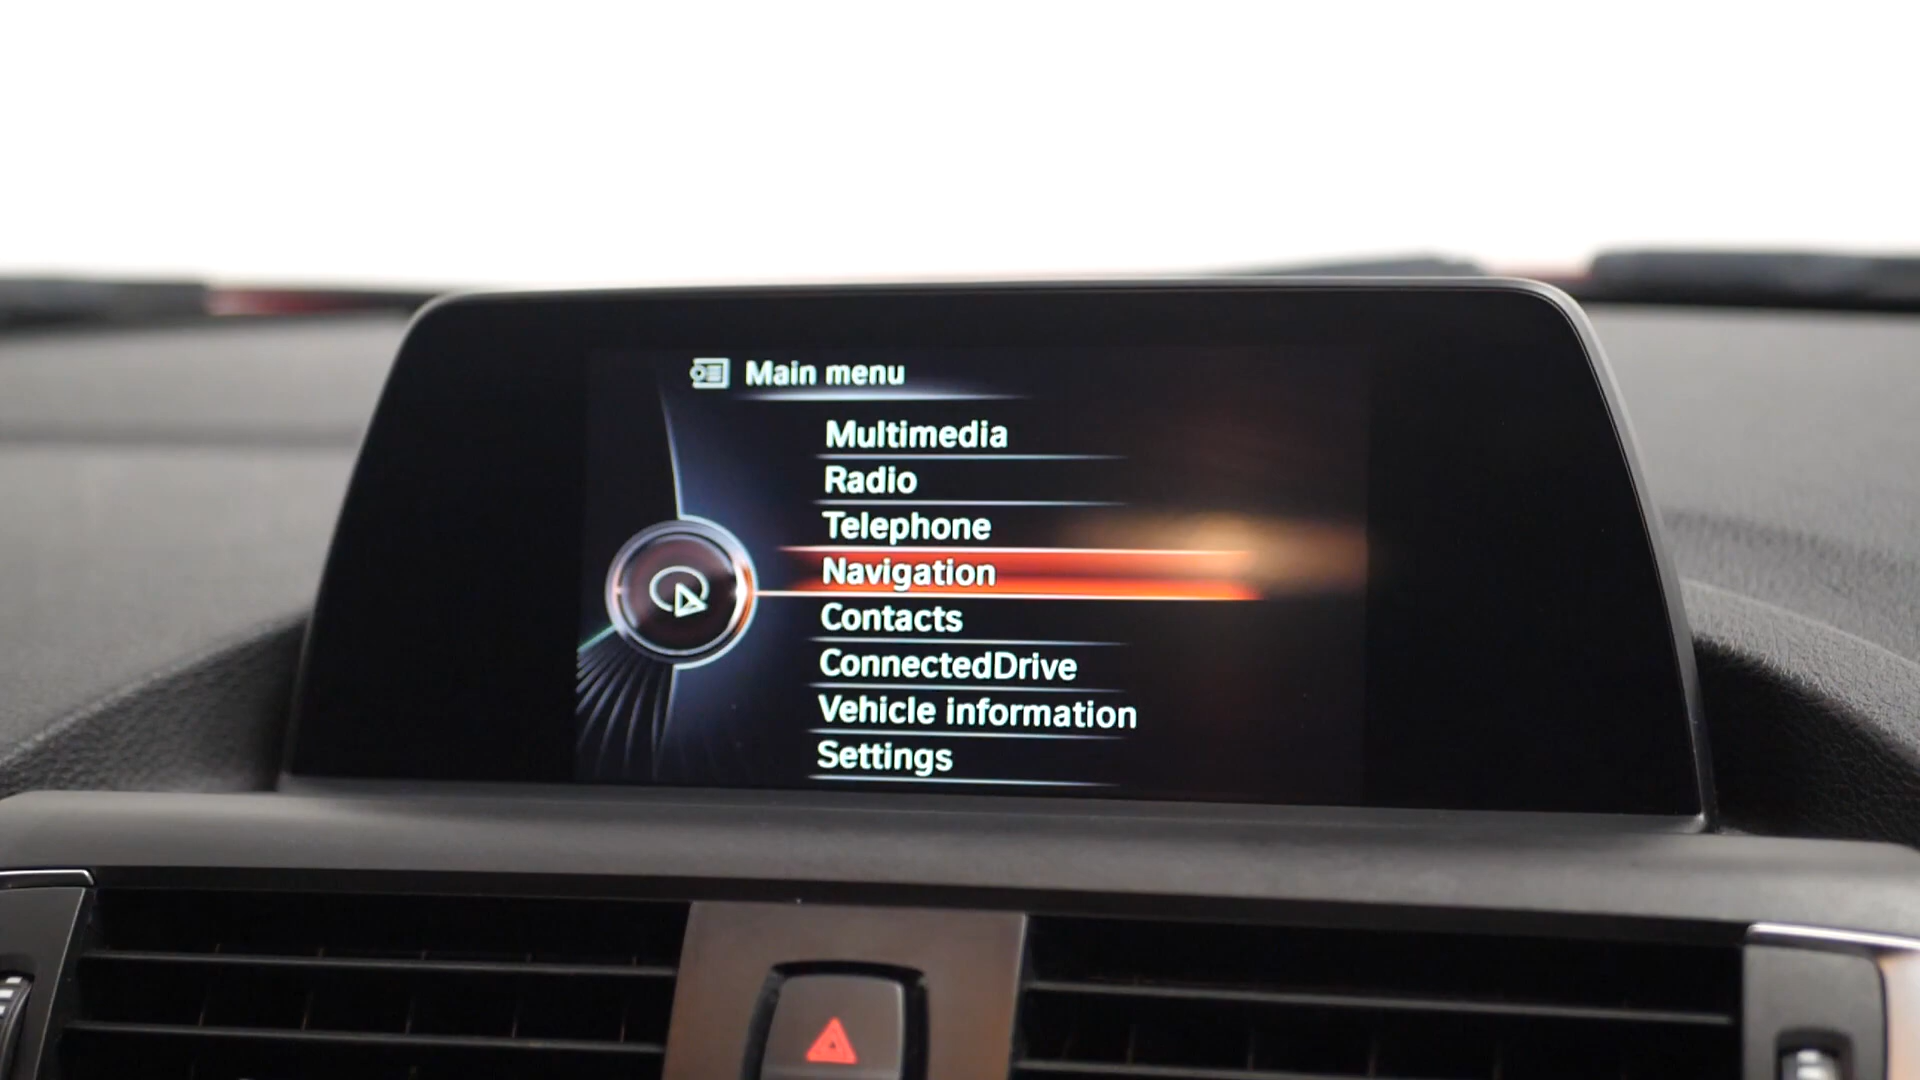 Main menu
Multimedia
Radio
Telephone
Navigation
Contacts
ConnectedDrive
Vehicle information
Settings